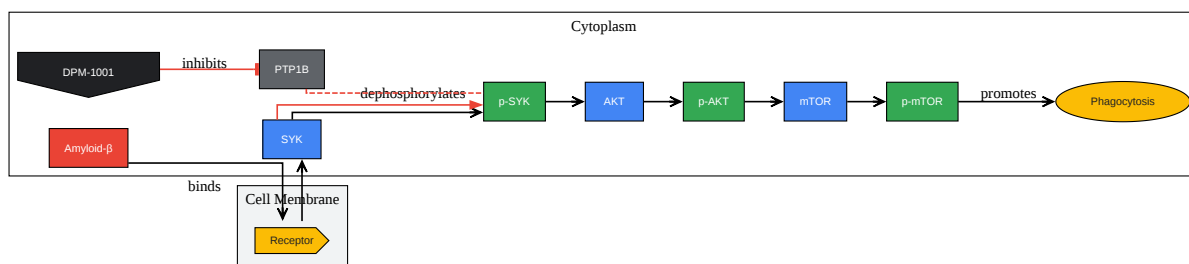 Cytoplasm
DPM-1001
inhibits
PTP1B
dephosphorylates
p-SYK
AKT
p-AKT
mTOR
p-mTOR
promotes
Phagocytosis
Amyloid-β
SYK
binds
Cell Membrane
Receptor